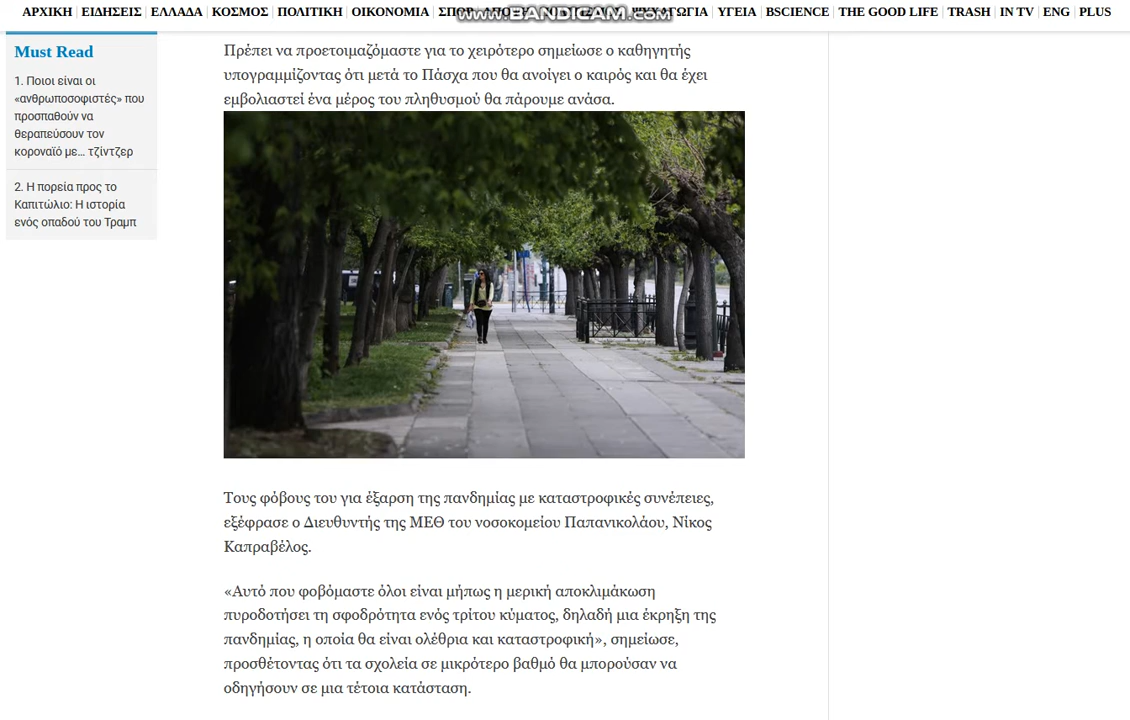 ΑΡΧΙΚΗ ΕΙΔΗΣΕΙΣ ΕΛΛΑΔΑ ΚΟΣΜΟΣ ΠΟΛΙΤΙΚΗ ΟΙΚΟΝΟΜΙΑ ΣΠΟΡ ΥΓΕΙΑ BSCIENCE THE GOOD LIFE TRASH IN TV ENG PLUS
www.BANDICAM.com
Must Read
1. Ποιοι είναι οι
«ανθρωποσοφιστές» που
προσπαθούν να
θεραπεύσουν τον
κοροναϊό με... τζίντζερ
2. Η πορεία προς το
Καπιτώλιο: Η ιστορία
ενός οπαδού του Τραμπ
Πρέπει να προετοιμαζόμαστε για το χειρότερο σημείωσε ο καθηγητής
υπογραμμίζοντας ότι μετά το Πάσχα που θα ανοίγει ο καιρός και θα έχει
εμβολιαστεί ένα μέρος του πληθυσμού θα πάρουμε ανάσα.
Τους φόβους του για έξαρση της πανδημίας με καταστροφικές συνέπειες,
εξέφρασε ο Διευθυντής της ΜΕΘ του νοσοκομείου Παπανικολάου, Νίκος
Καπραβέλος.
«Αυτό που φοβόμαστε όλοι είναι μήπως η μερική αποκλιμάκωση
πυροδοτήσει τη σφοδρότητα ενός τρίτου κύματος, δηλαδή μια έκρηξη της
πανδημίας, η οποία θα είναι ολέθρια και καταστροφική», σημείωσε,
προσθέτοντας ότι τα σχολεία σε μικρότερο βαθμό θα μπορούσαν να
οδηγήσουν σε μια τέτοια κατάσταση.